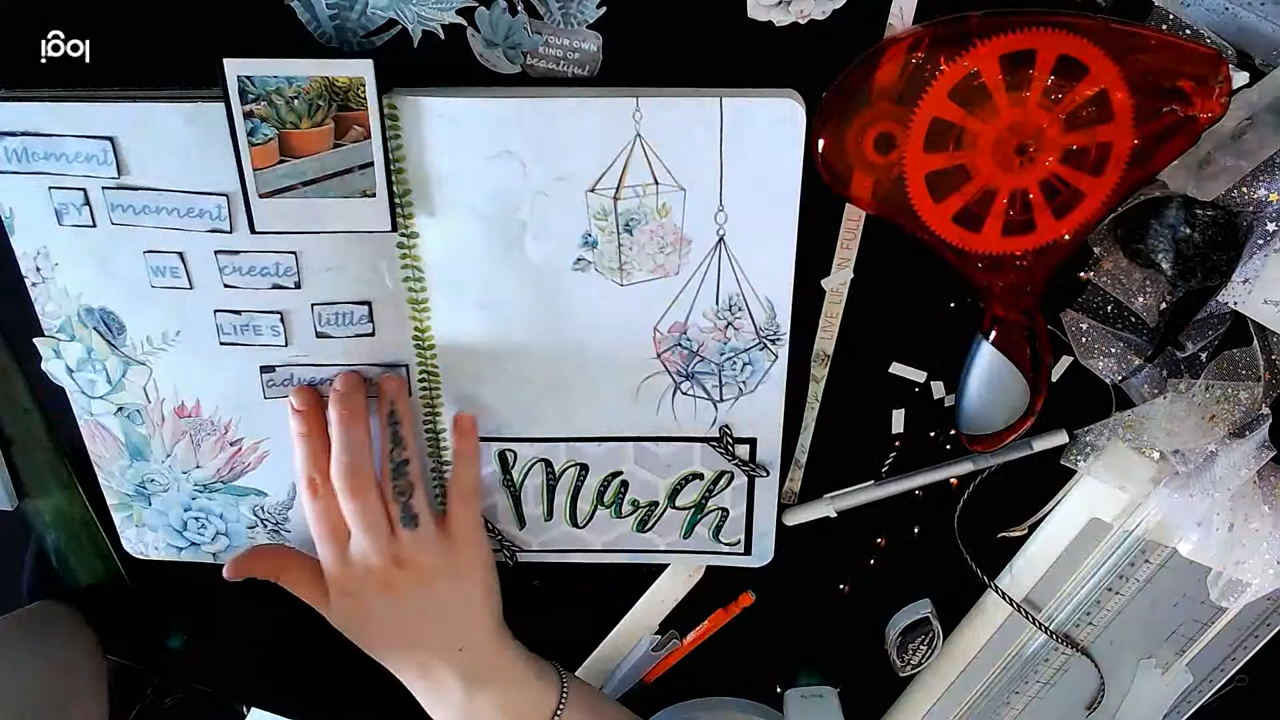 logi
YOUR OWN
KIND OF
beautiful
Moment
BY moment
WE create
LIFE'S little
March
LIVE LIFE IN FULL